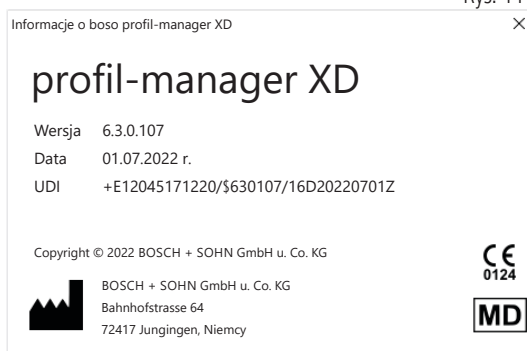 Informacje o boso profil-manager XD
profil-manager XD
Wersja 6.3.0.107
Data 01.07.2022 r.
UDI +E12045171220/$630107/16D20220701Z
Copyright © 2022 BOSCH + SOHN GmbH u. Co. KG
BOSCH + SOHN GmbH u. Co. KG
Bahnhofstrasse 64
72417 Jungingen, Niemcy
CE
0124
MD